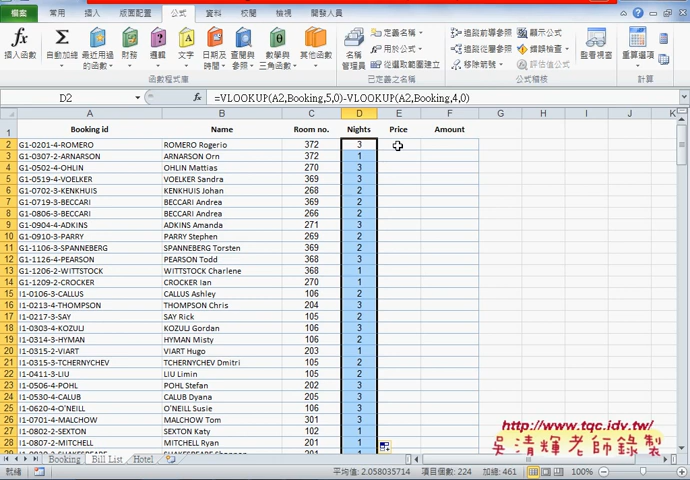 檔案 常用 插入 版面配置 公式 資料 校閱 檢視 開發人員
fx 插入函數 Σ 自動加總 最近用過的函數 財務 邏輯 文字 日期及時間 查閱與參照 數學與三角函數 其他函數
函數程式庫
名稱管理員 定義名稱 用於公式 從選取範圍建立
已定義之名稱
追蹤前導參照 追蹤從屬參照 移除箭號 顯示公式 錯誤檢查 評估值公式
公式稽核
監看視窗 計算選項
計算
D2 fx =VLOOKUP(A2,Booking,5,0)-VLOOKUP(A2,Booking,4,0)
A B C D E F G H I J K
1 Booking id Name Room no. Nights Price Amount
2 G1-0201-4-ROMERO ROMERO Rogerio 372 3
3 G1-0307-2-ARNARSON ARNARSON Orn 372 1
4 G1-0502-4-OHLIN OHLIN Mattias 270 3
5 G1-0519-4-VOELKER VOELKER Sandra 369 3
6 G1-0702-3-KENKHUIS KENKHUIS Johan 268 2
7 G1-0719-3-BECCARI BECCARI Andrea 369 2
8 G1-0806-3-BECCARI BECCARI Andrea 266 2
9 G1-0904-4-ADKINS ADKINS Amanda 271 3
10 G1-0910-3-PARRY PARRY Stephen 269 2
11 G1-1106-3-SPANNEBERG SPANNEBERG Torsten 369 2
12 G1-1126-4-PEARSON PEARSON Todd 368 3
13 G1-1206-2-WITTSTOCK WITTSTOCK Charlene 368 1
14 G1-1209-2-CROCKER CROCKER Ian 270 1
15 I1-0106-3-CALLUS CALLUS Ashley 106 2
16 I1-0213-4-THOMPSON THOMPSON Chris 204 3
17 I1-0217-3-SAY SAY Rick 105 2
18 I1-0303-4-KOZULJ KOZULJ Gordan 106 3
19 I1-0314-3-HYMAN HYMAN Misty 106 2
20 I1-0315-2-VIART VIART Hugo 203 1
21 I1-0315-3-TCHERNYCHEV TCHERNYCHEV Dmitri 105 2
22 I1-0411-3-LIU LIU Limin 105 2
23 I1-0506-4-POHL POHL Stefan 202 3
24 I1-0530-4-CALUB CALUB Dyana 205 3
25 I1-0620-4-O'NEILL O'NEILL Susie 106 3
26 I1-0701-4-MALCHOW MALCHOW Tom 301 3
27 I1-0802-2-SEXTON SEXTON Katy 102 1
28 I1-0807-2-MITCHELL MITCHELL Ryan 201 1
Booking Bill List Hotel
就緒 平均值: 2.058035714 項目個數: 224 加總: 461 100%
http://www.tqc.idv.tw/
吳清輝老師錄製